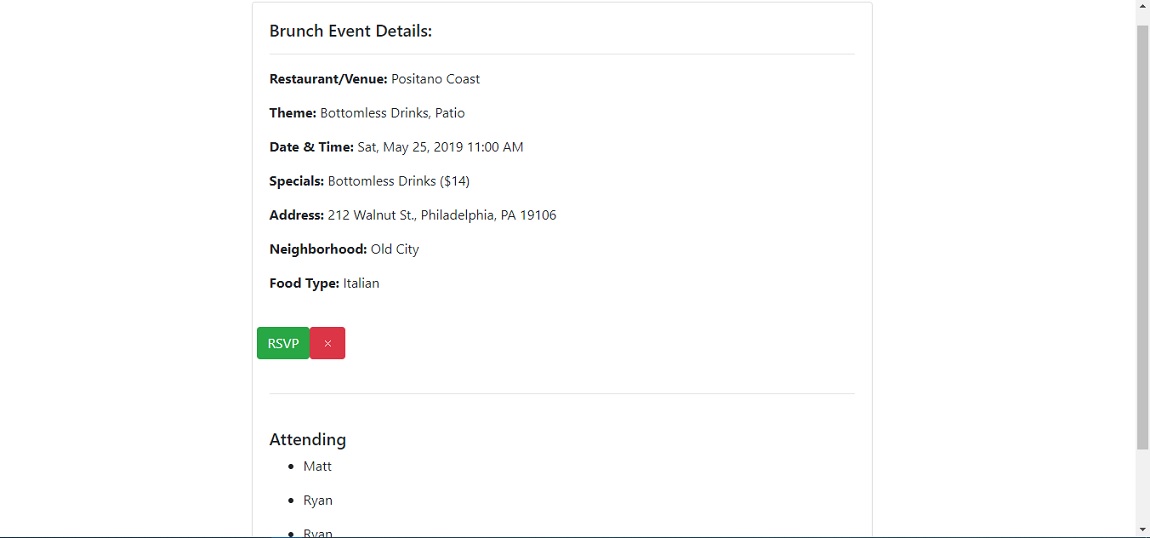 Brunch Event Details:
Restaurant/Venue: Positano Coast
Theme: Bottomless Drinks, Patio
Date & Time: Sat, May 25, 2019 11:00 AM
Specials: Bottomless Drinks ($14)
Address: 212 Walnut St., Philadelphia, PA 19106
Neighborhood: Old City
Food Type: Italian
RSVP ×
Attending
• Matt
• Ryan
• Ryan